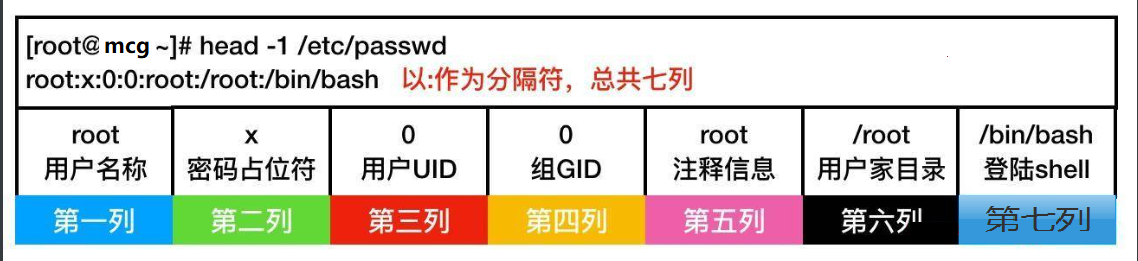 [root@mcg ~]# head -1 /etc/passwd
root:x:0:0:root:/root:/bin/bash 以:作为分隔符，总共七列
root x 0 0 root /root /bin/bash
用户名称 密码占位符 用户UID 组GID 注释信息 用户家目录 登陆shell
第一列 第二列 第三列 第四列 第五列 第六列 第七列